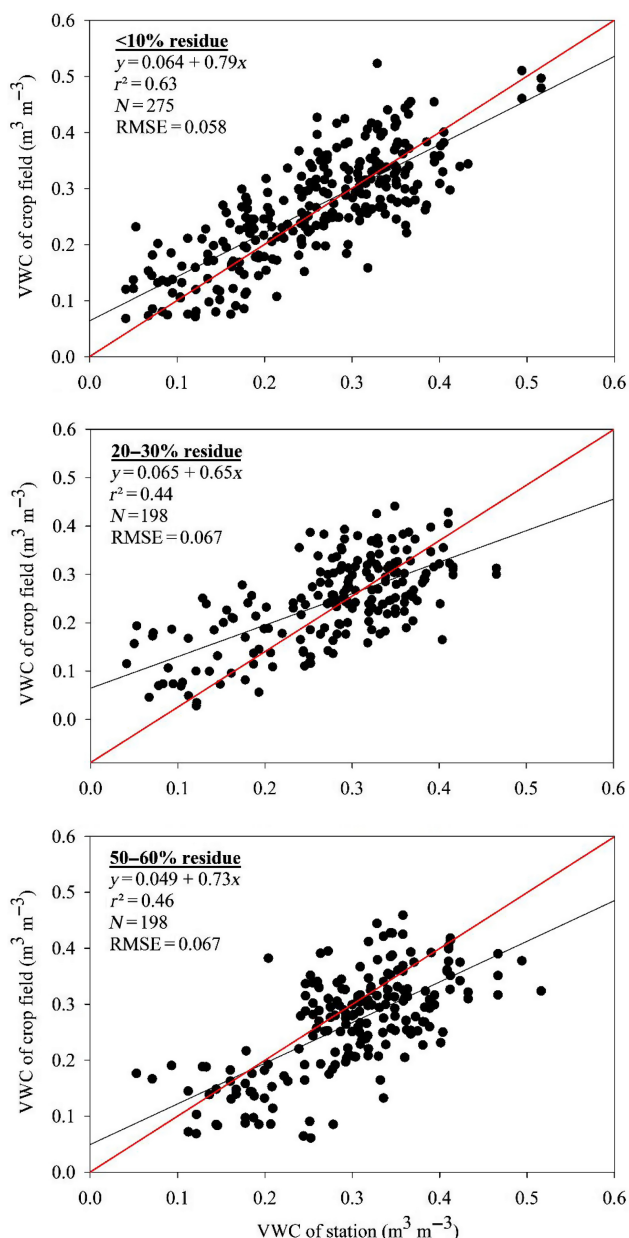 0.6
<10% residue
y = 0.064 + 0.79x
r² = 0.63
N = 275
RMSE = 0.058
0.5
0.4
0.3
0.2
0.1
0.0
VWC of crop field (m³ m⁻³)
0.0 0.1 0.2 0.3 0.4 0.5 0.6
0.6
20–30% residue
y = 0.065 + 0.65x
r² = 0.44
N = 198
RMSE = 0.067
0.5
0.4
0.3
0.2
0.1
0.0
VWC of crop field (m³ m⁻³)
0.0 0.1 0.2 0.3 0.4 0.5 0.6
0.6
50–60% residue
y = 0.049 + 0.73x
r² = 0.46
N = 198
RMSE = 0.067
0.5
0.4
0.3
0.2
0.1
0.0
VWC of crop field (m³ m⁻³)
0.0 0.1 0.2 0.3 0.4 0.5 0.6
VWC of station (m³ m⁻³)